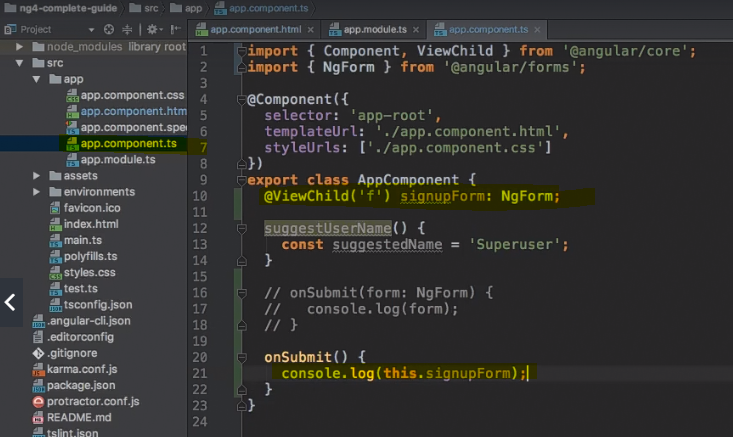 ng4-complete-guide src app app.component.ts
Project
app.component.html app.module.ts app.component.ts
node_modules library root
src
app
app.component.css
app.component.htm
app.component.spe
app.component.ts
app.module.ts
assets
environments
favicon.ico
index.html
main.ts
polyfills.ts
styles.css
test.ts
tsconfig.json
.angular-cli.json
.editorconfig
.gitignore
karma.conf.js
package.json
protractor.conf.js
README.md
tslint.json
1 import { Component, ViewChild } from '@angular/core';
2 import { NgForm } from '@angular/forms';
3
4 @Component({
5 selector: 'app-root',
6 templateUrl: './app.component.html',
7 styleUrls: ['./app.component.css']
8 })
9 export class AppComponent {
10 @ViewChild('f') signupForm: NgForm;
11
12 suggestUserName() {
13 const suggestedName = 'Superuser';
14 }
15
16 // onSubmit(form: NgForm) {
17 //   console.log(form);
18 // }
19
20 onSubmit() {
21 console.log(this.signupForm);
22 }
23 }
24